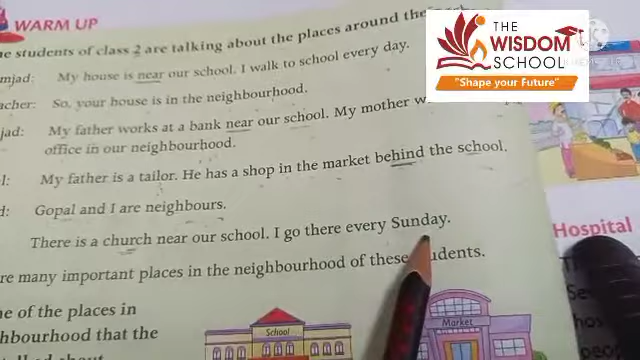 WARM UP
students of class 2 are talking about the places around the
mjad: My house is near our school. I walk to school every day.
acher: So, your house is in the neighbourhood.
jad: My father works at a bank near our school. My mother
office in our neighbourhood.
l: My father is a tailor. He has a shop in the market behind the school.
d: Gopal and I are neighbours.
There is a church near our school. I go there every Sunday.
re many important places in the neighbourhood of these students.
e of the places in
hbourhood that the
School
Market
Hospital
THE
WISDOM
SCHOOL
"Shape your Future"